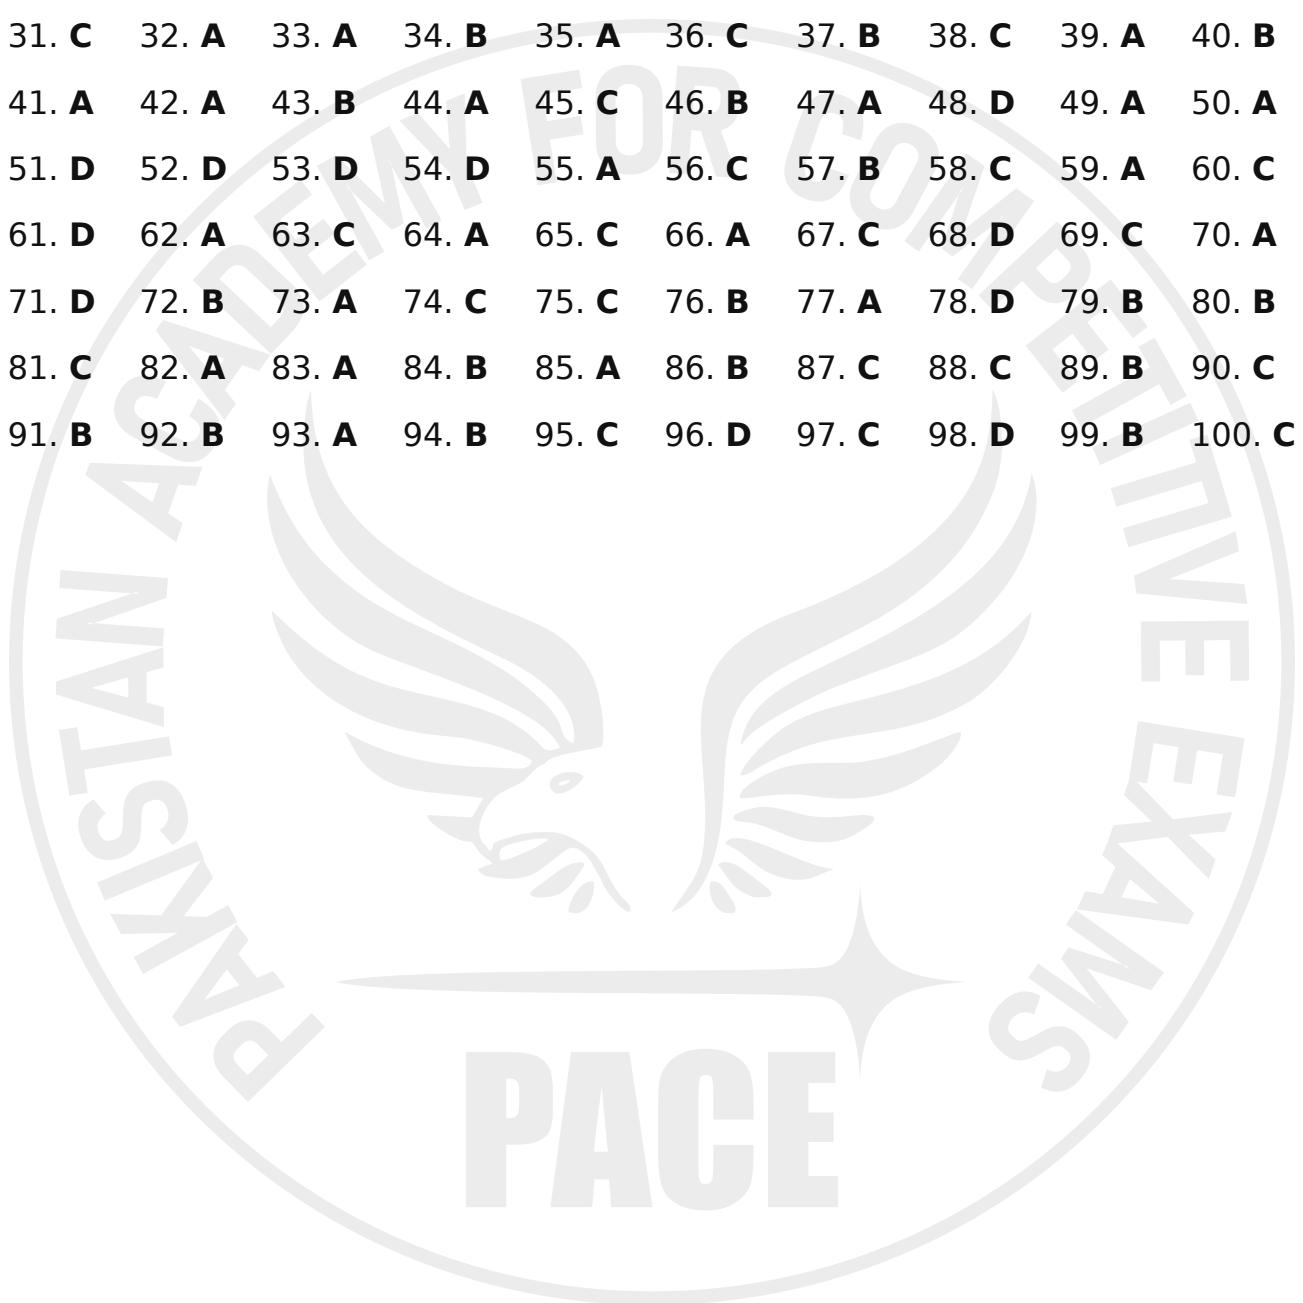 31. C 32. A 33. A 34. B 35. A 36. C 37. B 38. C 39. A 40. B
41. A 42. A 43. B 44. A 45. C 46. B 47. A 48. D 49. A 50. A
51. D 52. D 53. D 54. D 55. A 56. C 57. B 58. C 59. A 60. C
61. D 62. A 63. C 64. A 65. C 66. A 67. C 68. D 69. C 70. A
71. D 72. B 73. A 74. C 75. C 76. B 77. A 78. D 79. B 80. B
81. C 82. A 83. A 84. B 85. A 86. B 87. C 88. C 89. B 90. C
91. B 92. B 93. A 94. B 95. C 96. D 97. C 98. D 99. B 100. C
PAKISTAN ACADEMY FOR COMPETITIVE EXAMS
PACE